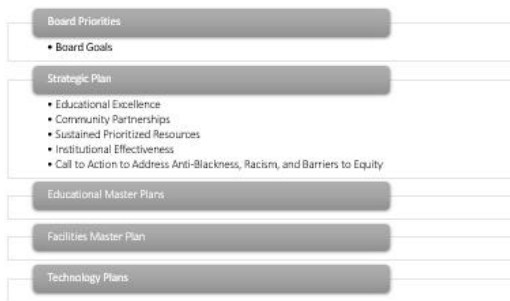 Board Priorities
• Board Goals
Strategic Plan
• Educational Excellence
• Community Partnerships
• Sustained Prioritized Resources
• Institutional Effectiveness
• Call to Action to Address Anti-Blackness, Racism, and Barriers to Equity
Educational Master Plans
Facilities Master Plan
Technology Plans